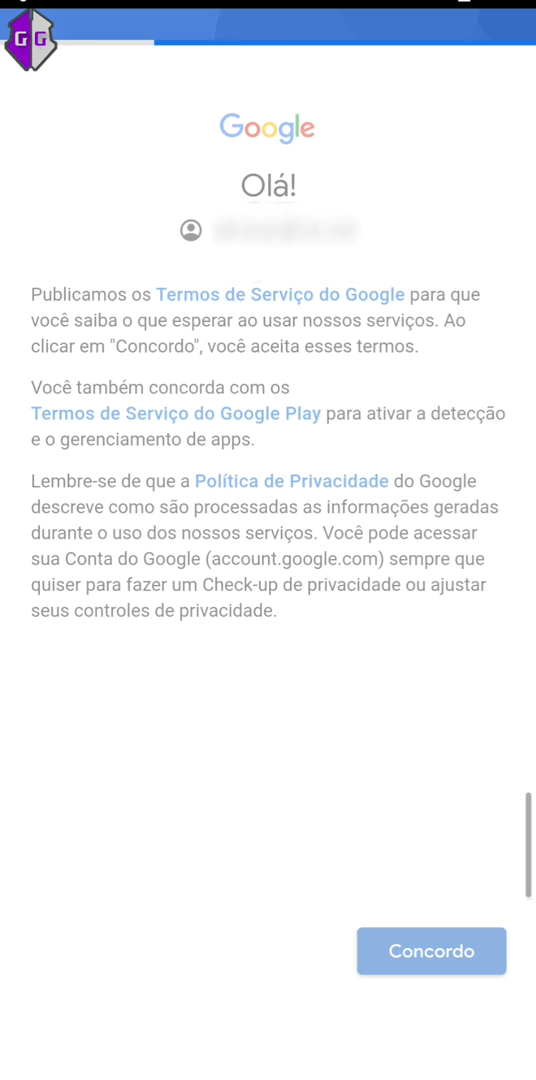 GG
Google
Olá!
Publicamos os Termos de Serviço do Google para que
você saiba o que esperar ao usar nossos serviços. Ao
clicar em "Concordo", você aceita esses termos.
Você também concorda com os
Termos de Serviço do Google Play para ativar a detecção
e o gerenciamento de apps.
Lembre-se de que a Política de Privacidade do Google
descreve como são processadas as informações geradas
durante o uso dos nossos serviços. Você pode acessar
sua Conta do Google (account.google.com) sempre que
quiser para fazer um Check-up de privacidade ou ajustar
seus controles de privacidade.
Concordo